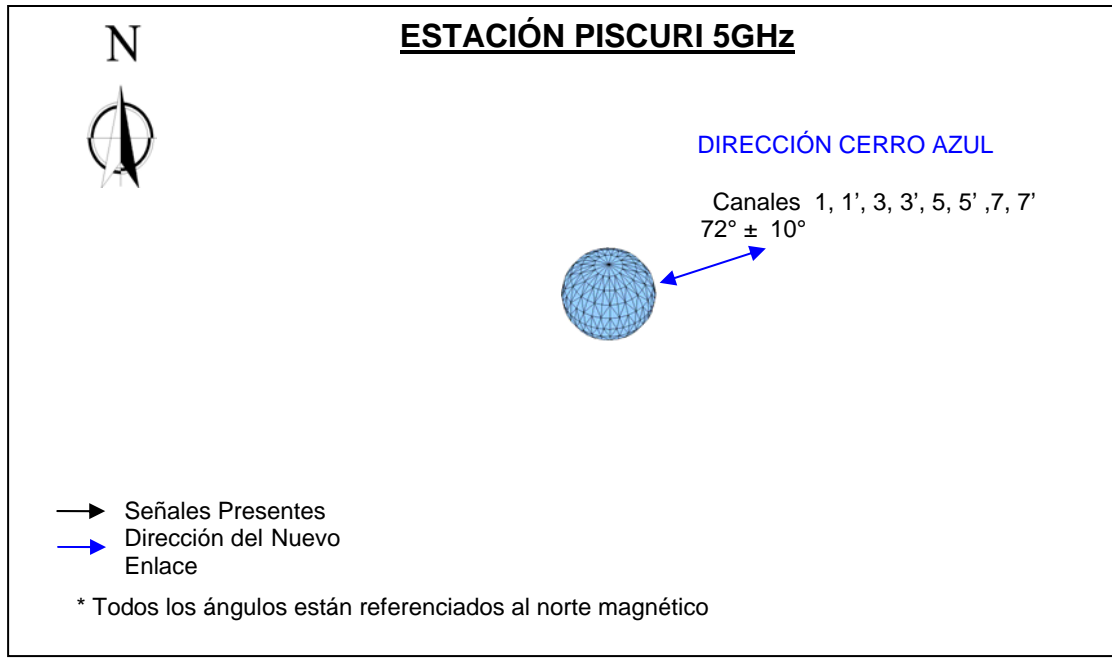 N
ESTACIÓN PISCURI 5GHz
DIRECCIÓN CERRO AZUL
Canales 1, 1’, 3, 3’, 5, 5’ ,7, 7’
72° ± 10°
Señales Presentes
Dirección del Nuevo
Enlace
* Todos los ángulos están referenciados al norte magnético